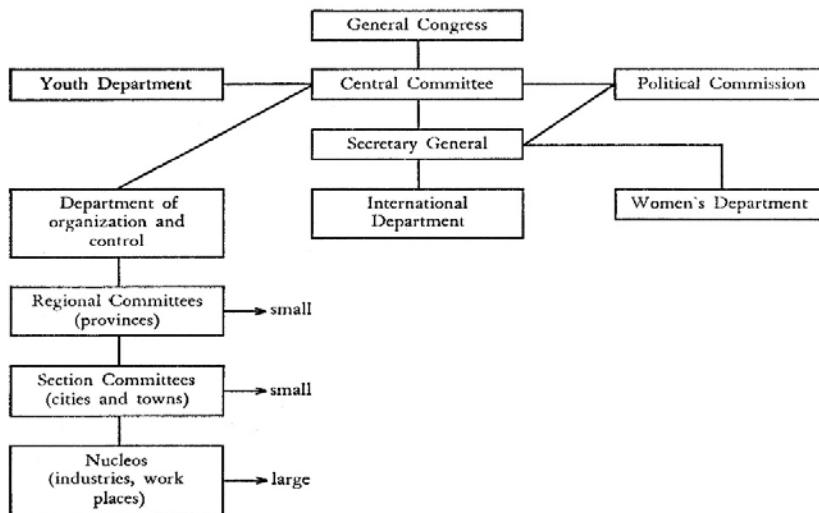 General Congress
Youth Department
Central Committee
Political Commission
Secretary General
Department of
organization and
control
International
Department
Women's Department
Regional Committees
(provinces)
small
Section Committees
(cities and towns)
small
Nucleos
(industries, work
places)
large